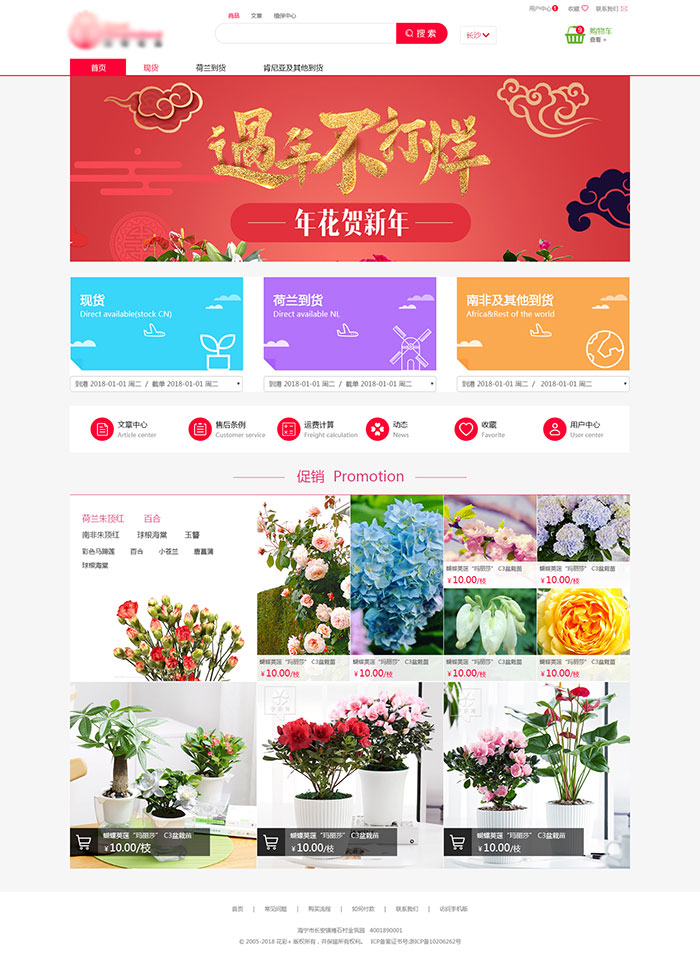 商品 文章 植保中心
用户中心 1 收藏 联系我们
搜 索
长沙
9
购物车
查看 »
首页 现货 荷兰到货 肯尼亚及其他到货
過年不打烊
年花贺新年
现货
Direct available(stock CN)
荷兰到货
Direct available NL
南非及其他到货
Africa&Rest of the world
到港 2018-01-01 周二 / 截单 2018-01-01 周二
到港 2018-01-01 周二 / 截单 2018-01-01 周二
到港 2018-01-01 周二 / 2018-01-01 周二
文章中心
Article center
售后条例
Customer service
运费计算
Freight calculation
动态
News
收藏
Favorite
用户中心
User center
促销 Promotion
荷兰朱顶红 百合
南非朱顶红 球根海棠 玉簪
彩色马蹄莲 百合 小苍兰 唐菖蒲
球根海棠
蝴蝶荚莲“玛丽莎” C3盆栽苗
¥ 10.00/枝
蝴蝶荚莲“玛丽莎” C3盆栽苗
¥ 10.00/枝
蝴蝶荚莲“玛丽莎” C3盆栽苗
¥ 10.00/枝
蝴蝶荚莲“玛丽莎” C3盆栽苗
¥ 10.00/枝
蝴蝶荚莲“玛丽莎” C3盆栽苗
¥ 10.00/枝
蝴蝶荚莲“玛丽莎” C3盆栽苗
¥ 10.00/枝
蝴蝶荚莲“玛丽莎” C3盆栽苗
¥10.00/枝
蝴蝶荚莲“玛丽莎” C3盆栽苗
¥10.00/枝
蝴蝶荚莲“玛丽莎” C3盆栽苗
¥10.00/枝
首页 | 常见问题 | 购买流程 | 如何付款 | 联系我们 | 访问手机版
海宁市长安镇褚石村业筑园 4001890001
© 2005-2018 花彩+ 版权所有，并保留所有权利。 ICP备案证书号:浙ICP备10206262号